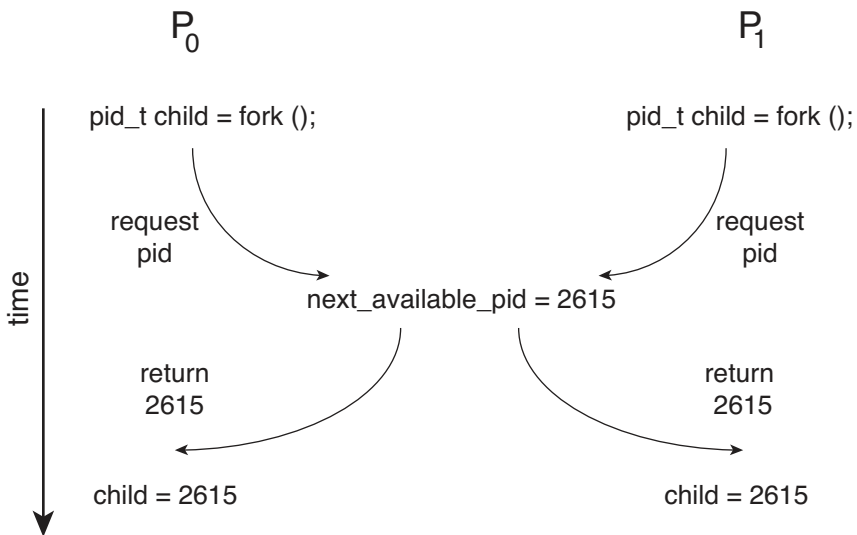 P0 P1
pid_t child = fork (); pid_t child = fork ();
request
pid
request
pid
next_available_pid = 2615
time
return
2615
return
2615
child = 2615 child = 2615